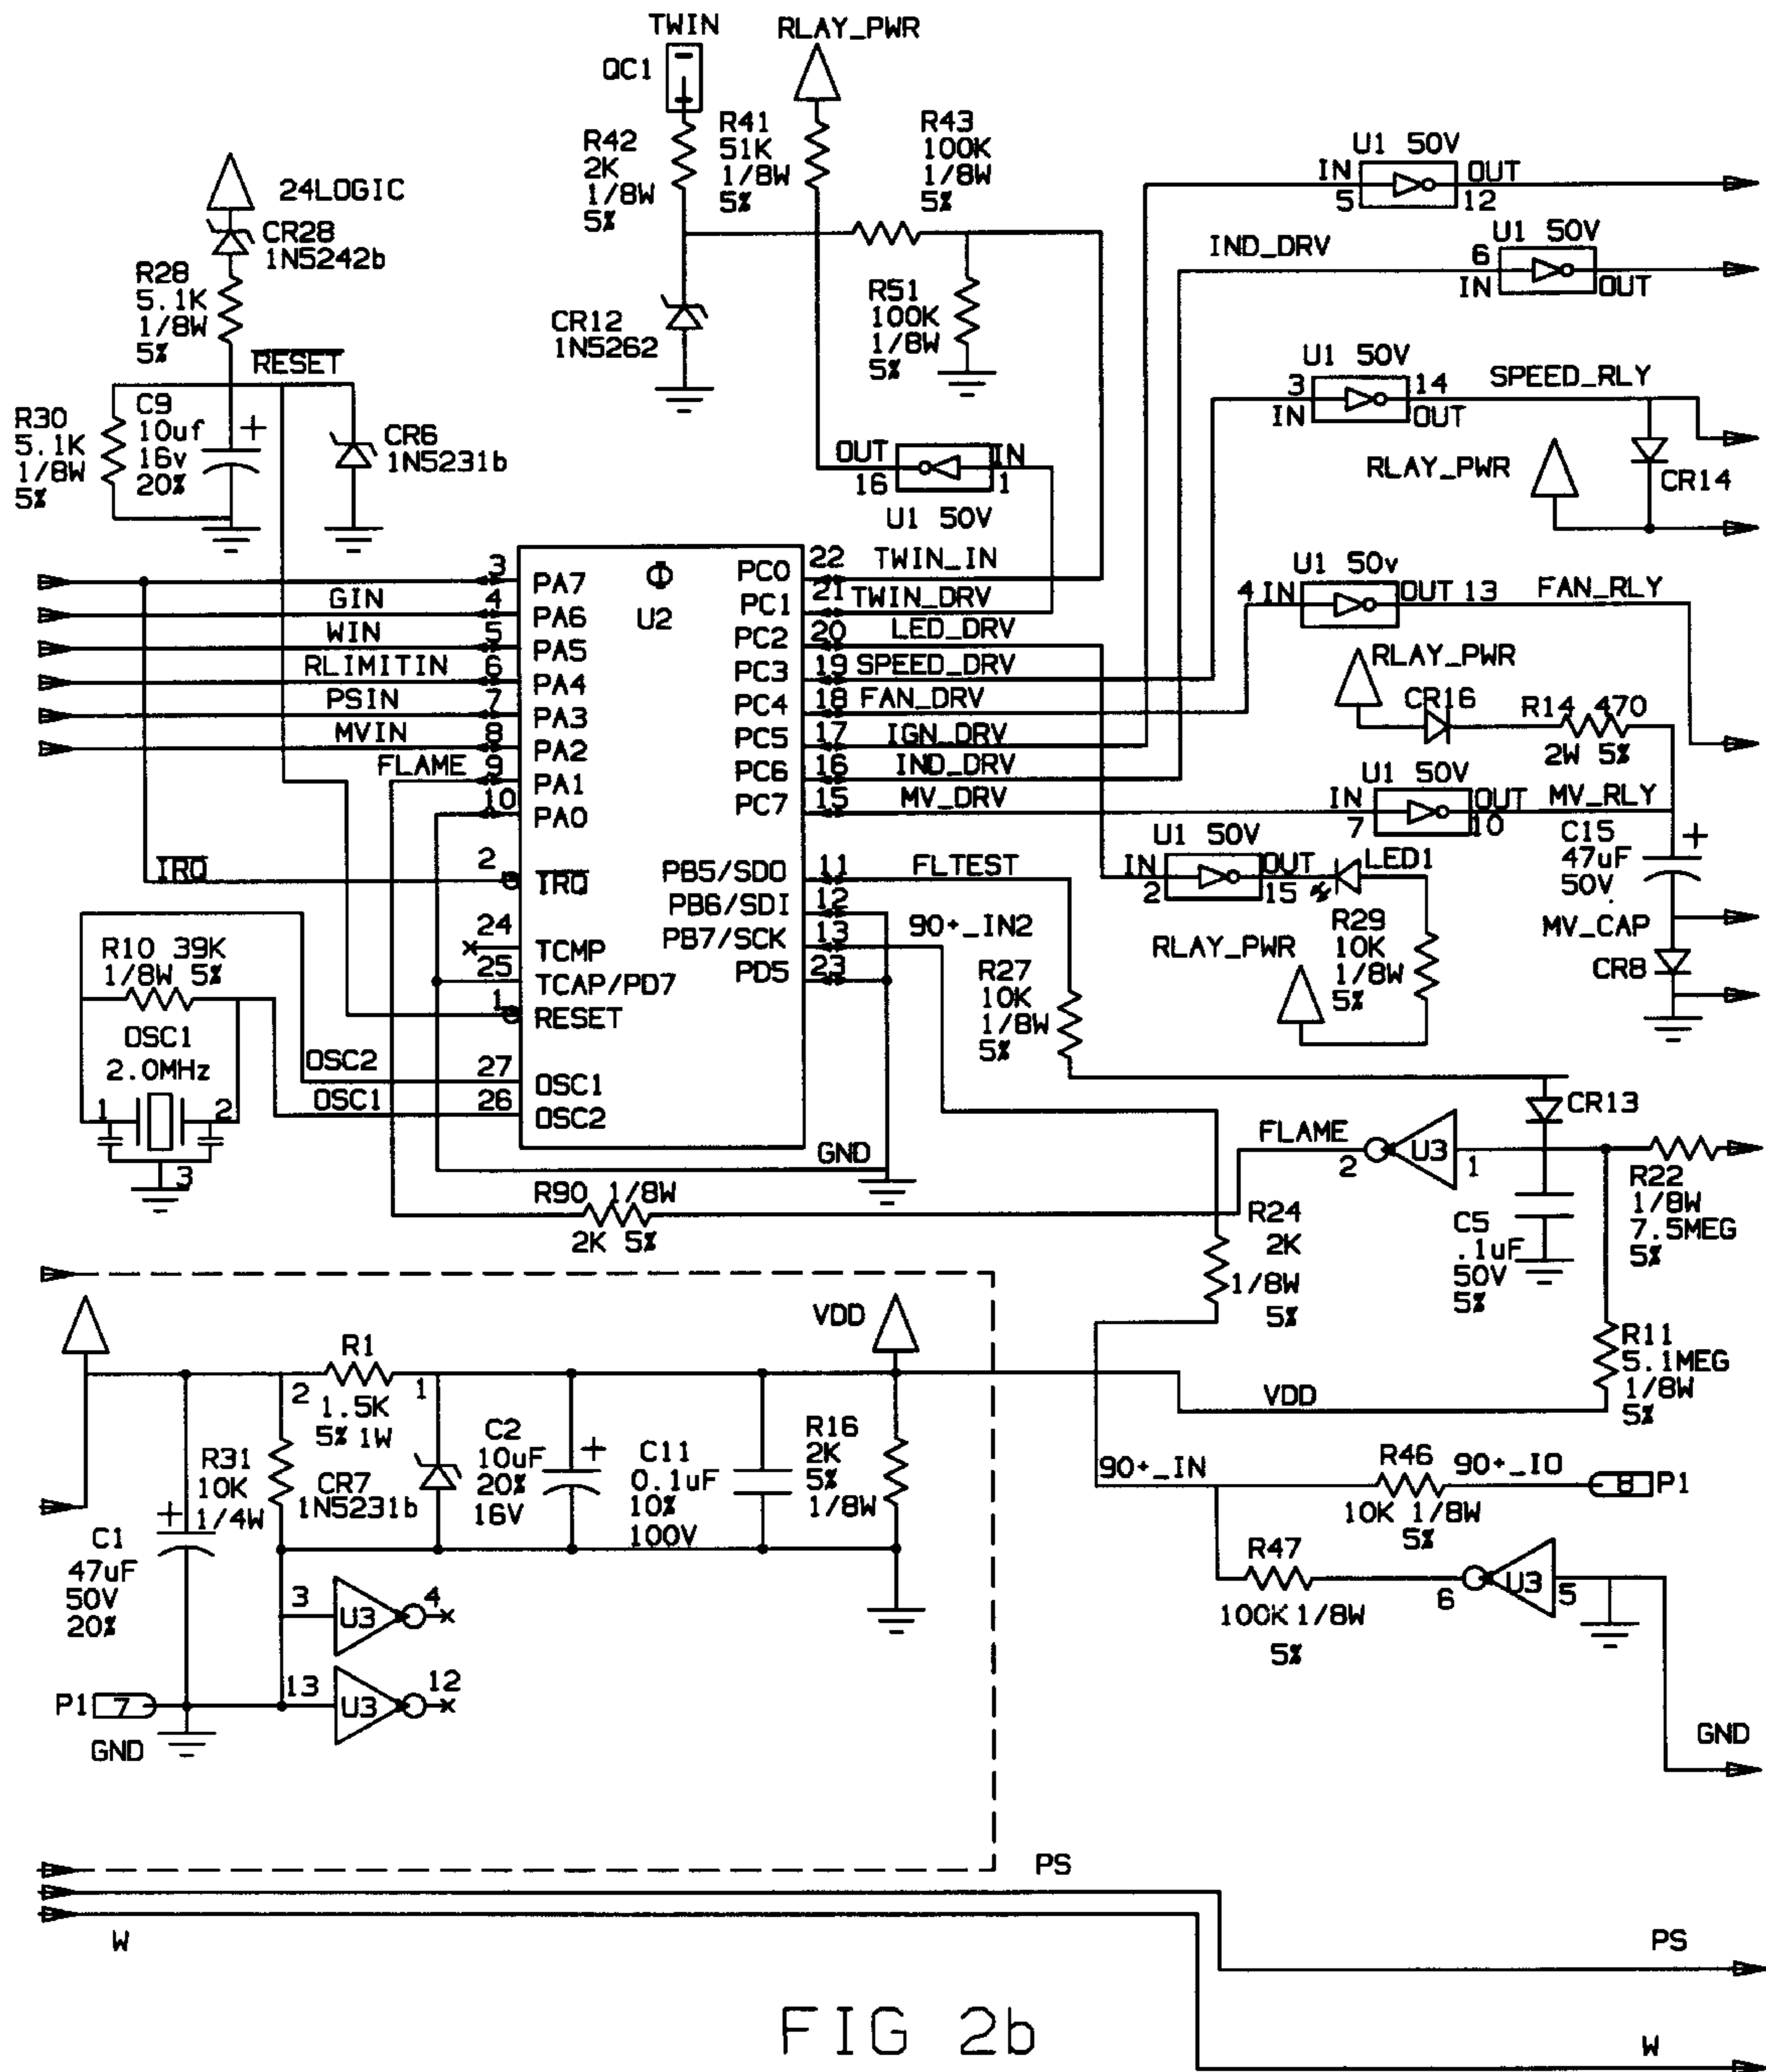 TWIN
QC1
RLAY_PWR
R42
2K
1/8W
5%
R41
51K
1/8W
5%
R43
100K
1/8W
5%
U1 50V
IN
5
OUT
12
24LOGIC
CR28
1N5242b
R28
5.1K
1/8W
5%
IND_DRV
U1 50V
6
IN
OUT
CR12
1N5262
R51
100K
1/8W
5%
RESET
R30
5.1K
1/8W
5%
C9
10uf
16v
20%
+
CR6
1N5231b
U1 50V
3
IN
14
OUT
SPEED_RLY
RLAY_PWR
CR14
OUT
16
IN
1
U1 50V
3
PA7
GIN
4
PA6
WIN
5
PA5
RLIMITIN
6
PA4
PSIN
7
PA3
MVIN
8
PA2
FLAME
9
PA1
10
PA0
Φ
U2
PC0
22
TWIN_IN
PC1
21
TWIN_DRV
PC2
20
LED_DRV
PC3
19
SPEED_DRV
PC4
18
FAN_DRV
PC5
17
IGN_DRV
PC6
16
IND_DRV
PC7
15
MV_DRV
U1 50v
4 IN
OUT 13
FAN_RLY
RLAY_PWR
CR16
R14 470
2W 5%
U1 50V
IN
7
OUT
10
MV_RLY
C15
47uF
50V
+
MV_CAP
CR8
U1 50V
IN
2
OUT
15
LED1
R29
10K
1/8W
5%
RLAY_PWR
IRQ
2
IRQ
24
TCMP
25
TCAP/PD7
1
RESET
27
OSC1
26
OSC2
PB5/SDO
11
FLTEST
PB6/SDI
12
PB7/SCK
13
90+_IN2
PD5
23
R27
10K
1/8W
5%
R10 39K
1/8W 5%
OSC1
2.0MHz
1
2
3
OSC2
OSC1
GND
CR13
FLAME
2
U3
1
R22
1/8W
7.5MEG
5%
C5
.1uF
50V
5%
R90 1/8W
2K 5%
R24
2K
1/8W
5%
R11
5.1MEG
1/8W
5%
VDD
VDD
R1
2
1
1.5K
5% 1W
R31
10K
1/4W
CR7
1N5231b
C2
10uF
20%
16V
+
C11
0.1uF
10%
100V
R16
2K
5%
1/8W
+
C1
47uF
50V
20%
3
U3
4
13
U3
12
P1
7
GND
90+_IN
R46
10K 1/8W
5%
90+_IO
8
P1
R47
100K 1/8W
5%
6
U3
5
GND
PS
W
PS
W
FIG 2b